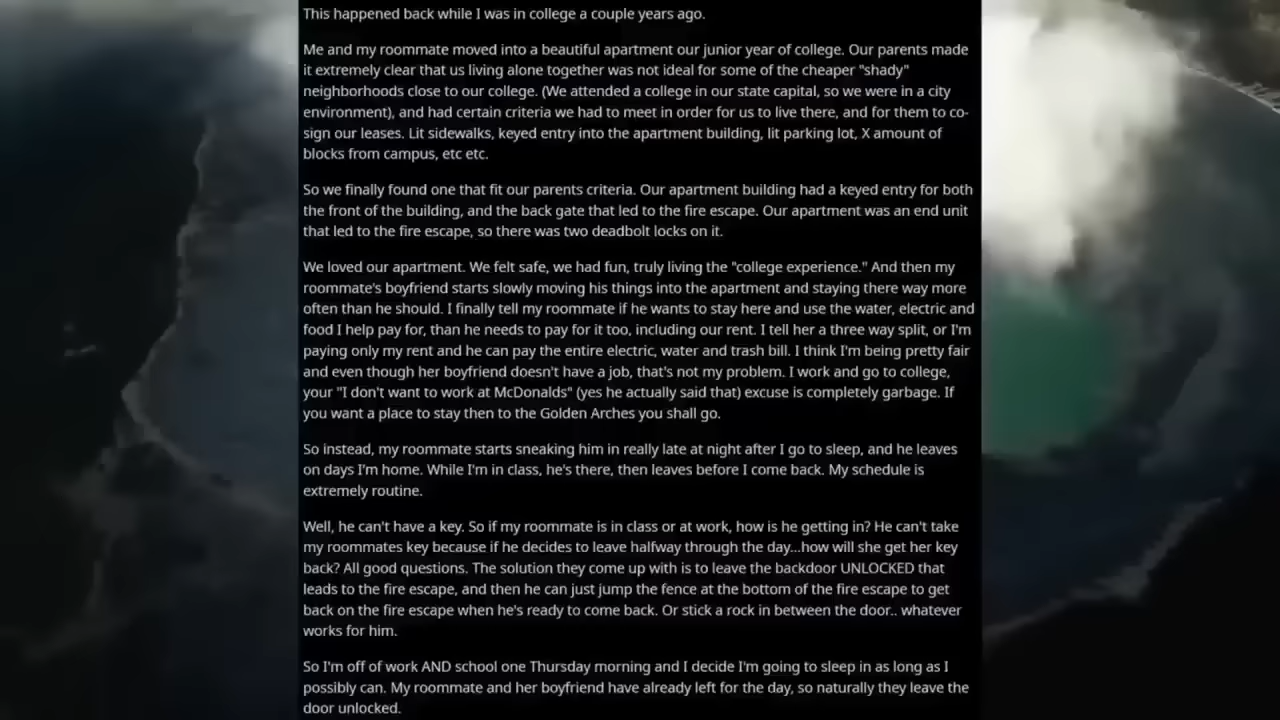 This happened back while I was in college a couple years ago.
Me and my roommate moved into a beautiful apartment our junior year of college. Our parents made
it extremely clear that us living alone together was not ideal for some of the cheaper "shady"
neighborhoods close to our college. (We attended a college in our state capital, so we were in a city
environment), and had certain criteria we had to meet in order for us to live there, and for them to co-
sign our leases. Lit sidewalks, keyed entry into the apartment building, lit parking lot, X amount of
blocks from campus, etc etc.
So we finally found one that fit our parents criteria. Our apartment building had a keyed entry for both
the front of the building, and the back gate that led to the fire escape. Our apartment was an end unit
that led to the fire escape, so there was two deadbolt locks on it.
We loved our apartment. We felt safe, we had fun, truly living the "college experience." And then my
roommate's boyfriend starts slowly moving his things into the apartment and staying there way more
often than he should. I finally tell my roommate if he wants to stay here and use the water, electric and
food I help pay for, than he needs to pay for it too, including our rent. I tell her a three way split, or I'm
paying only my rent and he can pay the entire electric, water and trash bill. I think I'm being pretty fair
and even though her boyfriend doesn't have a job, that's not my problem. I work and go to college,
your "I don't want to work at McDonalds" (yes he actually said that) excuse is completely garbage. If
you want a place to stay then to the Golden Arches you shall go.
So instead, my roommate starts sneaking him in really late at night after I go to sleep, and he leaves
on days I'm home. While I'm in class, he's there, then leaves before I come back. My schedule is
extremely routine.
Well, he can't have a key. So if my roommate is in class or at work, how is he getting in? He can't take
my roommates key because if he decides to leave halfway through the day...how will she get her key
back? All good questions. The solution they come up with is to leave the backdoor UNLOCKED that
leads to the fire escape, and then he can just jump the fence at the bottom of the fire escape to get
back on the fire escape when he's ready to come back. Or stick a rock in between the door.. whatever
works for him.
So I'm off of work AND school one Thursday morning and I decide I'm going to sleep in as long as I
possibly can. My roommate and her boyfriend have already left for the day, so naturally they leave the
door unlocked.